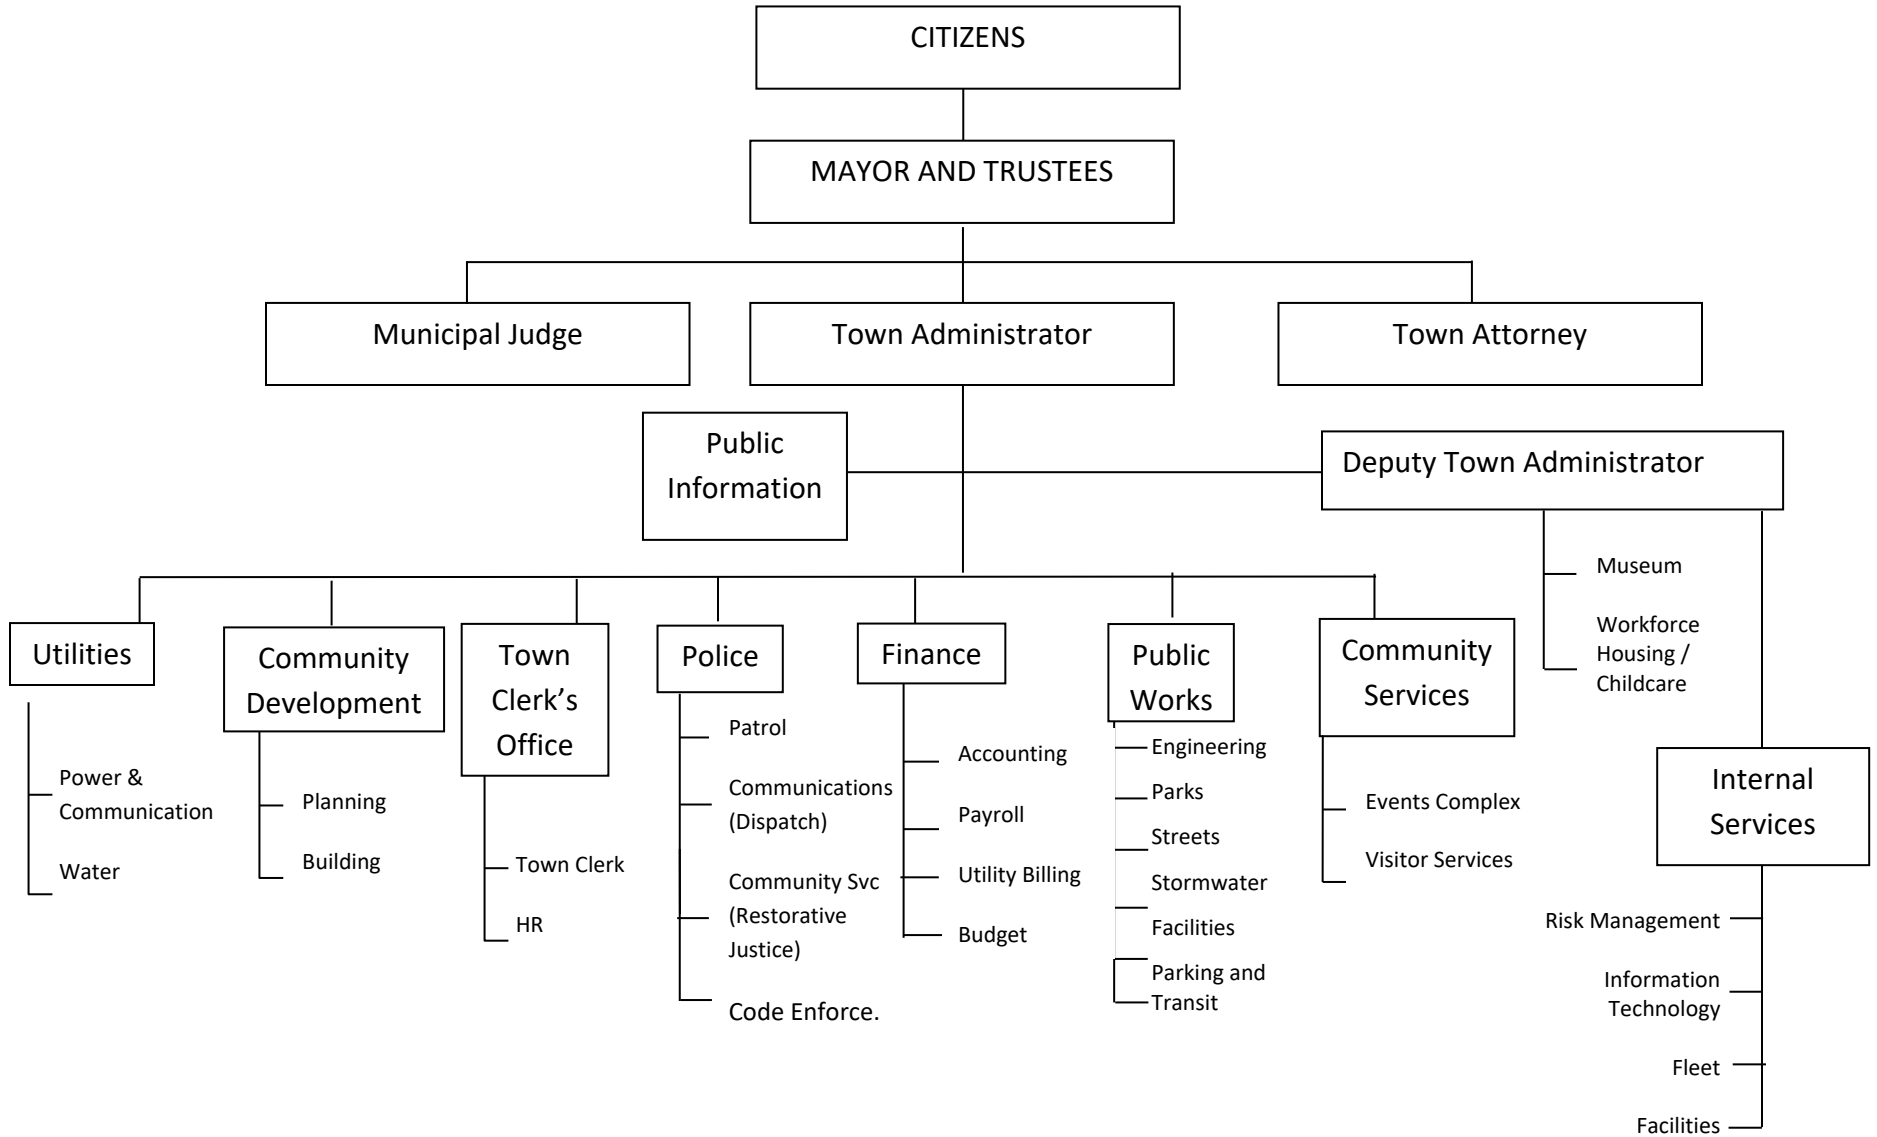 CITIZENS
MAYOR AND TRUSTEES
Municipal Judge
Town Administrator
Town Attorney
Public
Information
Deputy Town Administrator
Museum
Workforce
Housing /
Childcare
Utilities
Power &
Communication
Water
Community
Development
Planning
Building
Town
Clerk’s
Office
Town Clerk
HR
Police
Patrol
Communications
(Dispatch)
Community Svc
(Restorative
Justice)
Code Enforce.
Finance
Accounting
Payroll
Utility Billing
Budget
Public
Works
Engineering
Parks
Streets
Stormwater
Facilities
Parking and
Transit
Community
Services
Events Complex
Visitor Services
Internal
Services
Risk Management
Information
Technology
Fleet
Facilities